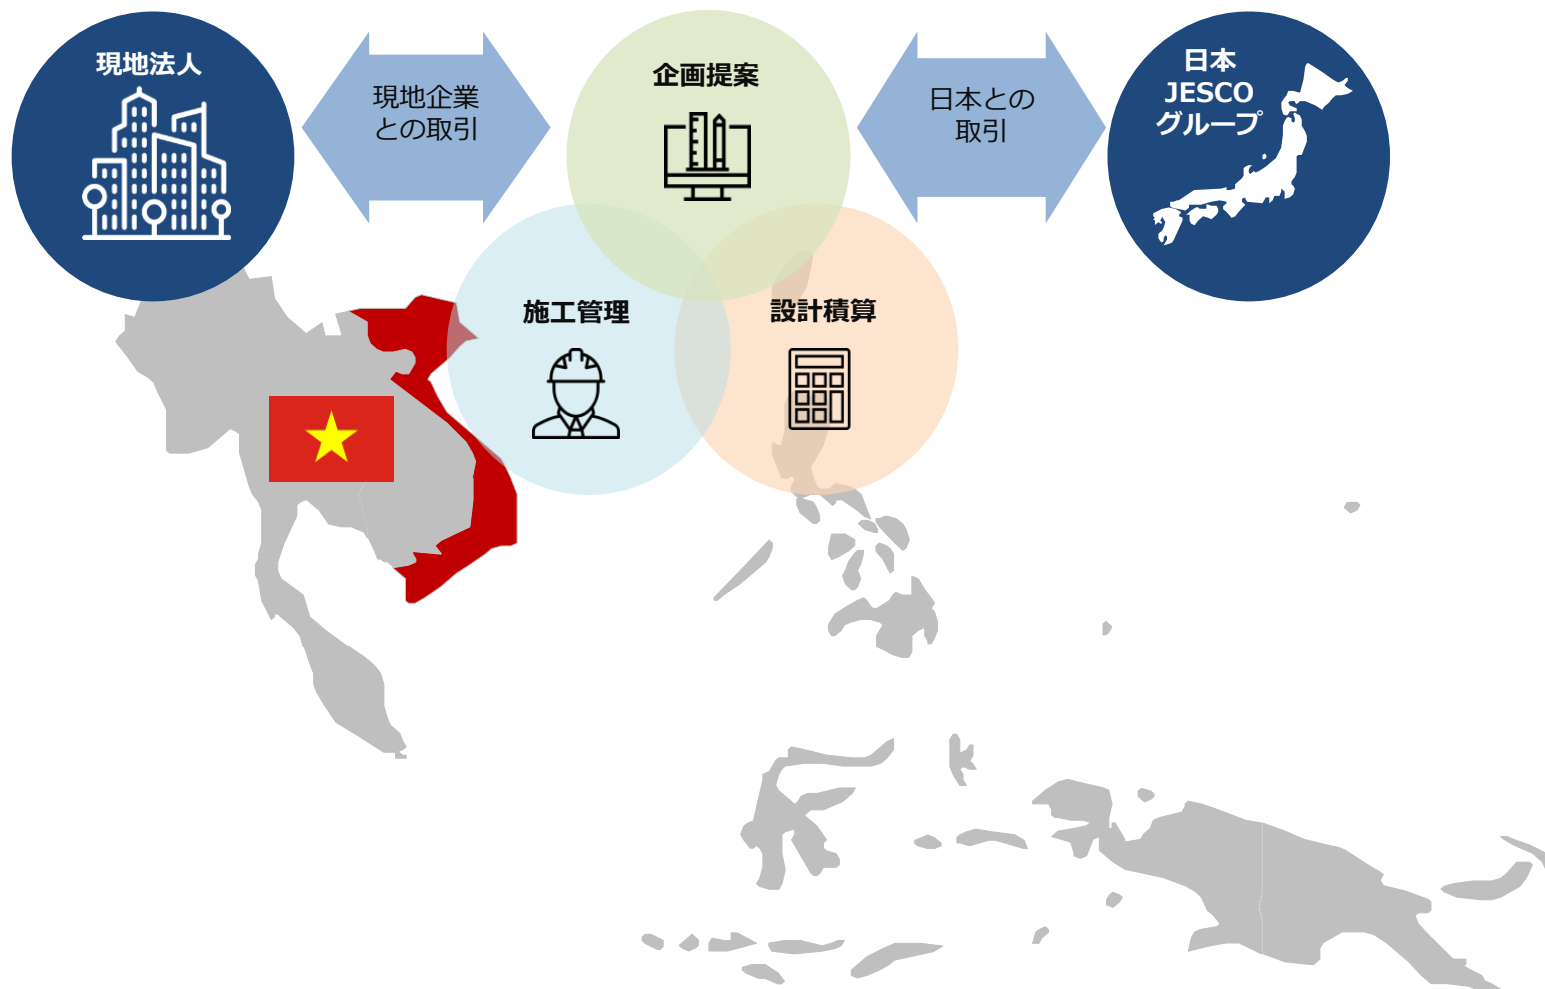 現地法人
現地企業
との取引
企画提案
日本との
取引
日本
JESCO
グループ
施工管理
設計積算